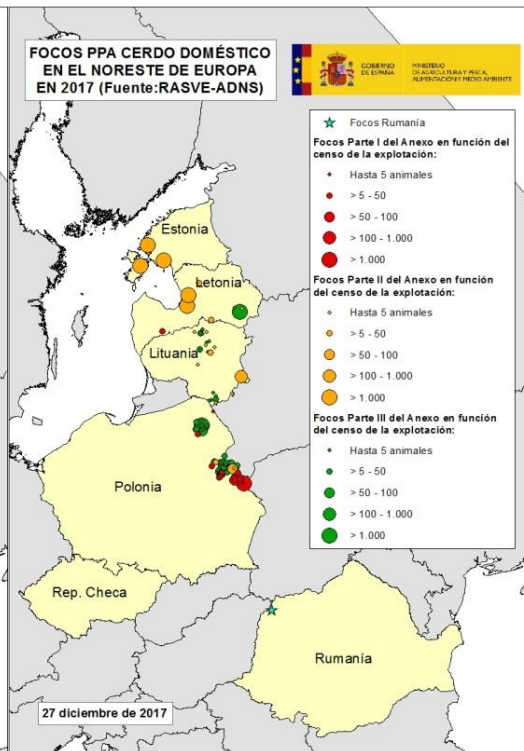 FOCOS PPA CERDO DOMÉSTICO
EN EL NORESTE DE EUROPA
EN 2017 (Fuente:RASVE-ADNS)
GOBIERNO
DE ESPAÑA
MINISTERIO
DE AGRICULTURA Y PESCA,
ALIMENTACIÓN Y MEDIO AMBIENTE
Focos Rumanía
Focos Parte I del Anexo en función del
censo de la explotación:
Hasta 5 animales
> 5 - 50
> 50 - 100
> 100 - 1.000
> 1.000
Focos Parte II del Anexo en función
del censo de la explotación:
Hasta 5 animales
> 5 - 50
> 50 - 100
> 100 - 1.000
> 1.000
Focos Parte III del Anexo en función
del censo de la explotación:
Hasta 5 animales
> 5 - 50
> 50 - 100
> 100 - 1.000
> 1.000
Estonia
Letonia
Lituania
Polonia
Rep. Checa
Rumanía
27 diciembre de 2017